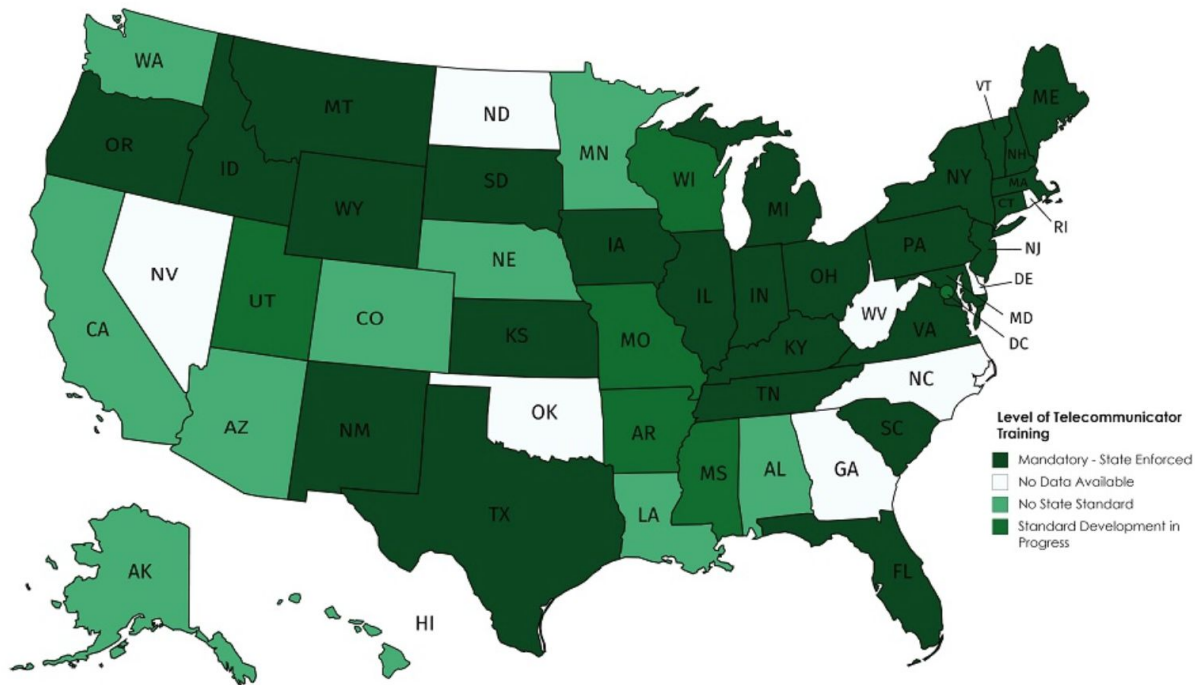 WA
MT
ND
MN
VT
ME
OR
ID
SD
WI
NY
NH
MA
CT
RI
WY
MI
NV
NE
IA
PA
NJ
UT
CO
IL
IN
OH
DE
CA
KS
MO
WV
VA
MD
DC
KY
AZ
NM
OK
AR
TN
NC
SC
Level of Telecommunicator
Training
Mandatory - State Enforced
No Data Available
No State Standard
Standard Development in
Progress
MS
AL
GA
TX
LA
AK
HI
FL